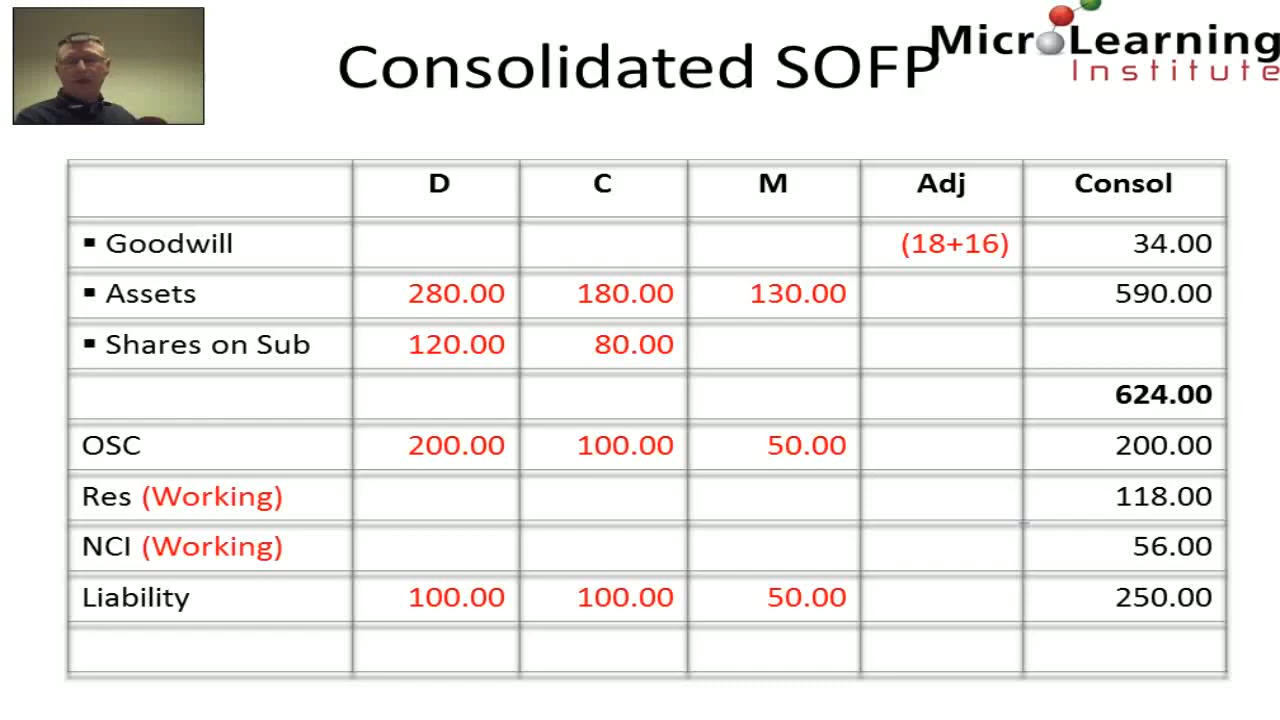 Consolidated SOFP
MicroLearning
Institute
D C M Adj Consol
▪ Goodwill (18+16) 34.00
▪ Assets 280.00 180.00 130.00 590.00
▪ Shares on Sub 120.00 80.00
624.00
OSC 200.00 100.00 50.00 200.00
Res (Working) 118.00
NCI (Working) 56.00
Liability 100.00 100.00 50.00 250.00